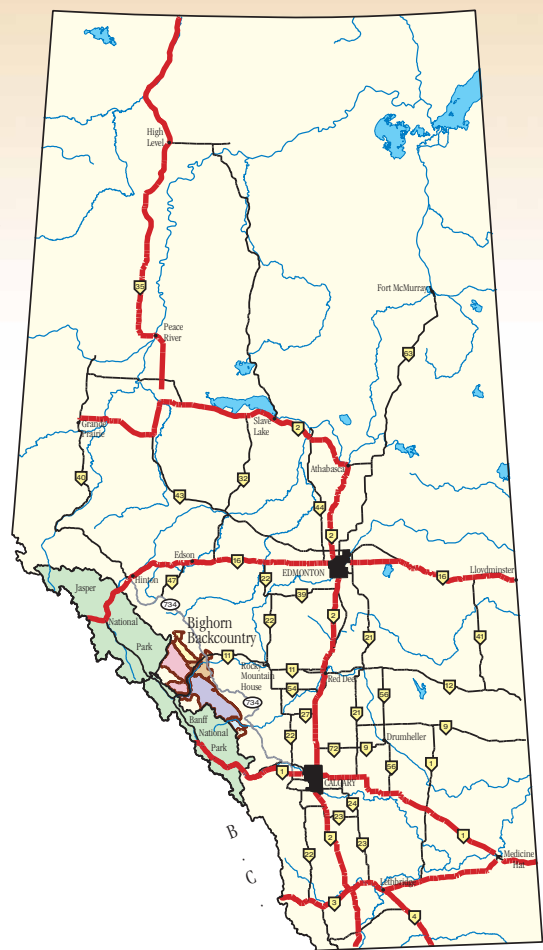 High
Level
35
Fort McMurray
Peace
River
63
Grande
Prairie
Slave
Lake
2
Athabasca
40
43
32
44
2
Edson
16
EDMONTON
16
Lloydminster
Hinton
47
22
39
Jasper
National
Park
734
2
22
21
41
Bighorn
Backcountry
11
Rocky
Mountain
House
11
54
Red Deer
12
56
734
27
21
Banff
National
Park
22
72
9
Drumheller
9
56
1
1
CALGARY
24
23
2
23
22
1
Medicine
Hat
B
.
C
.
Lethbridge
3
4